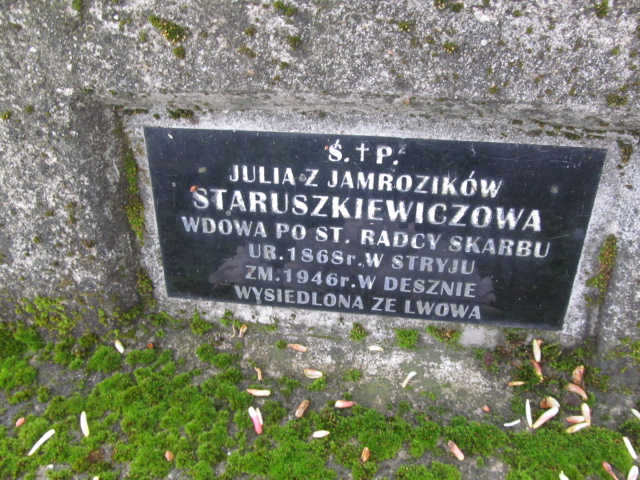 Ś.✝P.
JULIA Z JAMROZIKÓW
STARUSZKIEWICZOWA
WDOWA PO ST. RADCY SKARBU
UR.1868r.W STRYJU
ZM.1946r.W DESZNIE
WYSIEDLONA ZE LWOWA